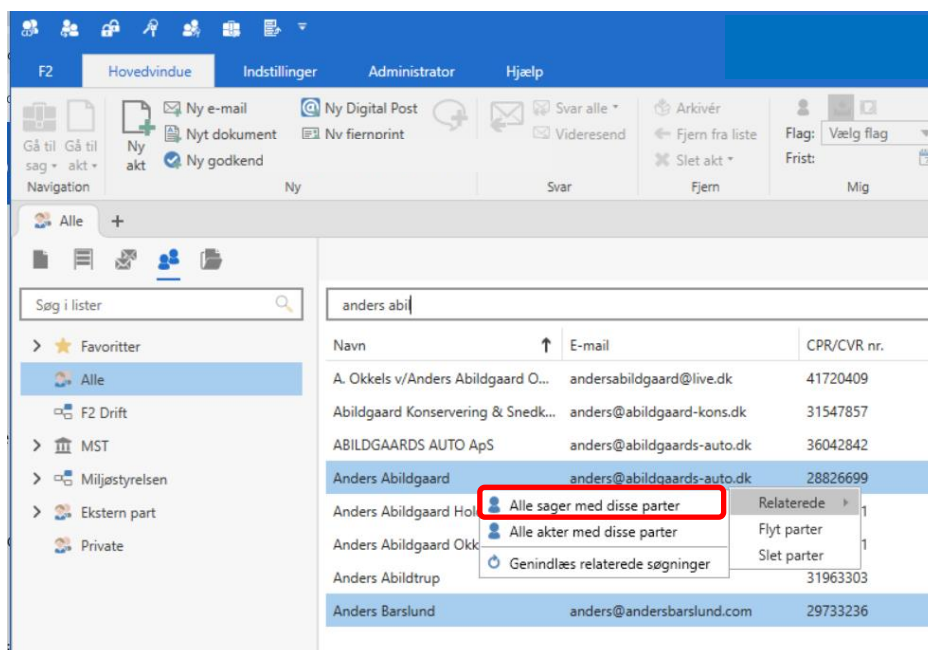 F2 Hovedvindue Indstillinger Administrator Hjælp
Gå til sag Gå til akt
Ny akt
Ny e-mail
Nyt dokument
Ny godkend
Ny Digital Post
Ny fjernprint
Svar alle
Videresend
Arkivér
Fjern fra liste
Slet akt
Flag: Vælg flag
Frist:
Navigation Ny Svar Fjern Mig
Alle +
Søg i lister
Favoritter
Alle
F2 Drift
MST
Miljøstyrelsen
Ekstern part
Private
anders abil
Navn E-mail CPR/CVR nr.
A. Okkels v/Anders Abildgaard O... andersabildgaard@live.dk 41720409
Abildgaard Konservering & Snedk... anders@abildgaard-kons.dk 31547857
ABILDGAARDS AUTO ApS anders@abildgaards-auto.dk 36042842
Anders Abildgaard anders@abildgaards-auto.dk 28826699
Anders Abildgaard Hol 1
Anders Abildgaard Okk 1
Anders Abildtrup 31963303
Anders Barslund anders@andersbarslund.com 29733236
Alle sager med disse parter
Alle akter med disse parter
Genindlæs relaterede søgninger
Relaterede
Flyt parter
Slet parter